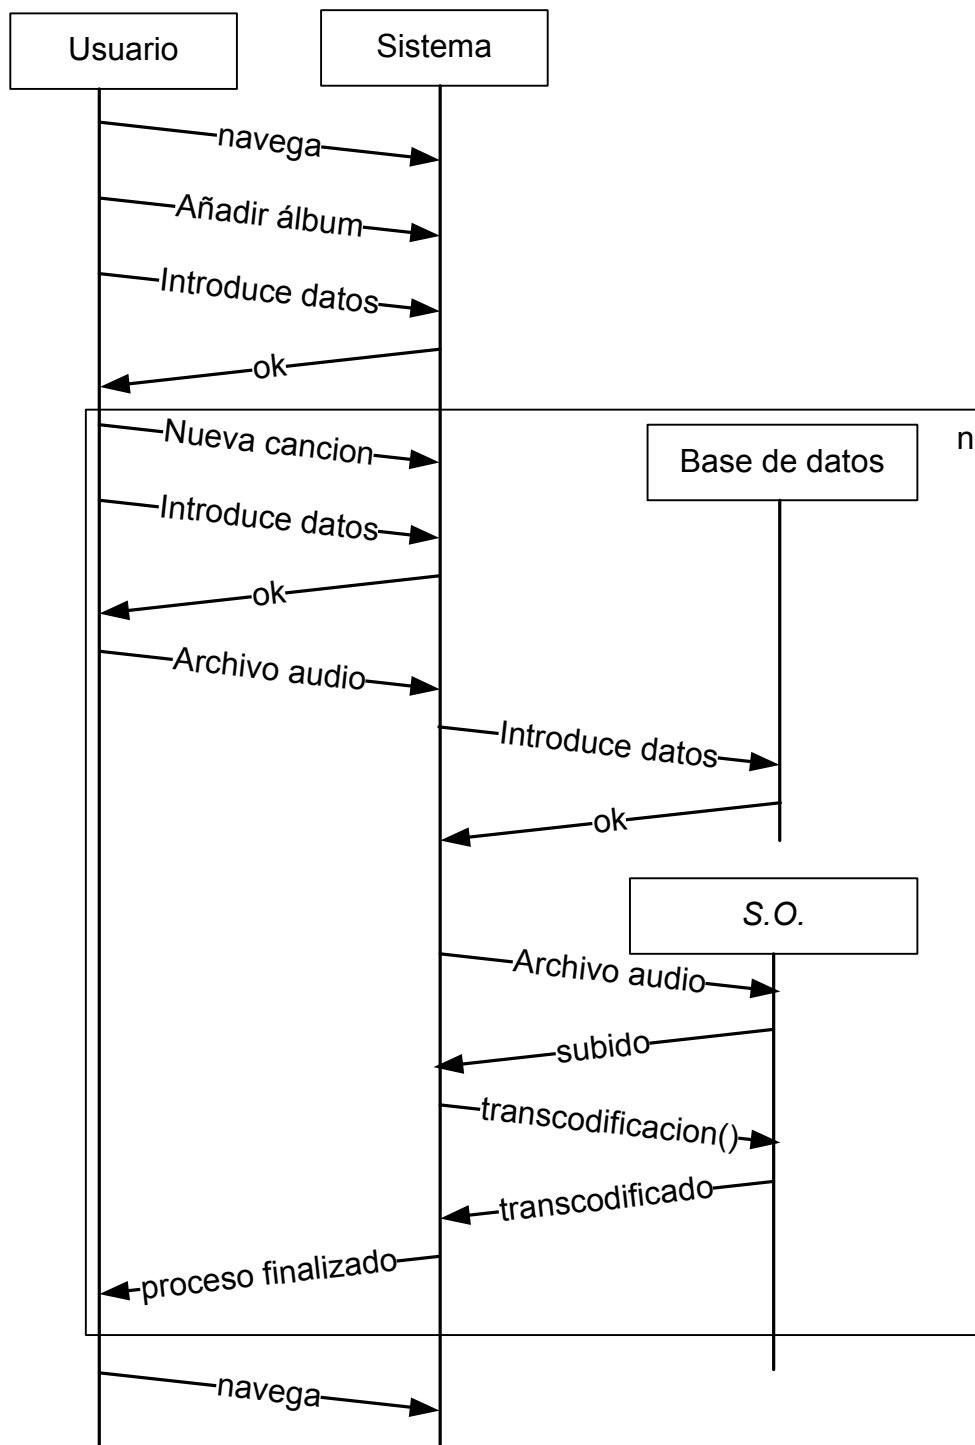 Usuario
Sistema
navega
Añadir álbum
Introduce datos
ok
Nueva cancion
n
Base de datos
Introduce datos
ok
Archivo audio
Introduce datos
ok
S.O.
Archivo audio
subido
transcodificacion()
transcodificado
proceso finalizado
navega